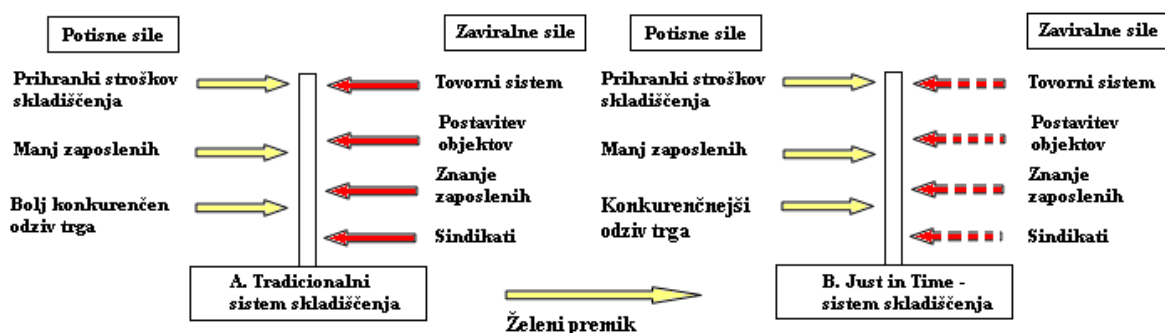 Potisne sile
Zaviralne sile
Prihranki stroškov
skladiščenja
Manj zaposlenih
Bolj konkurenčen
odziv trga
Tovorni sistem
Postavitev
objektov
Znanje
zaposlenih
Sindikati
A. Tradicionalni
sistem skladiščenja
Želeni premik
Potisne sile
Zaviralne sile
Prihranki stroškov
skladiščenja
Manj zaposlenih
Konkurenčnejši
odziv trga
Tovorni sistem
Postavitev
objektov
Znanje
zaposlenih
Sindikati
B. Just in Time -
sistem skladiščenja